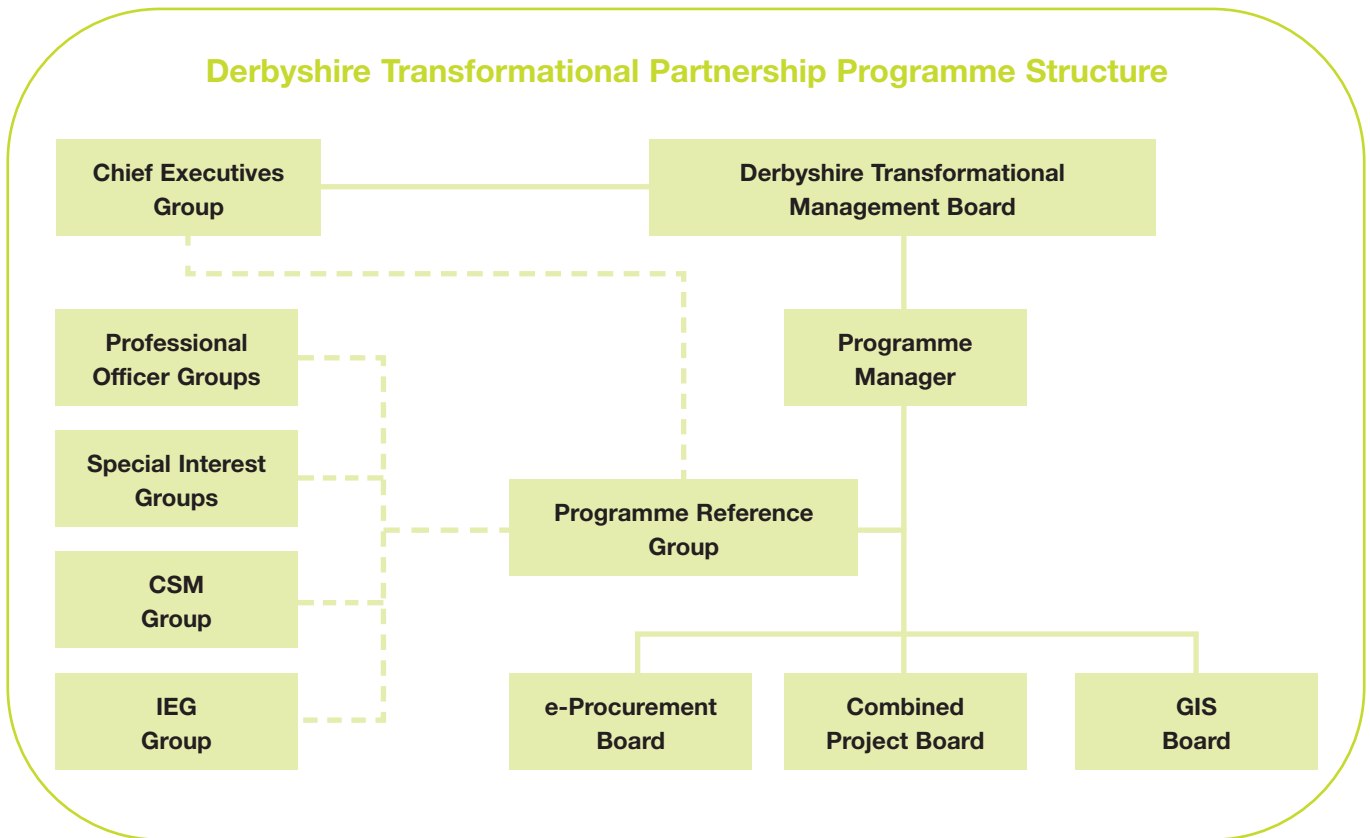 Derbyshire Transformational Partnership Programme Structure
Chief Executives
Group
Derbyshire Transformational
Management Board
Professional
Officer Groups
Programme
Manager
Special Interest
Groups
Programme Reference
Group
CSM
Group
IEG
Group
e-Procurement
Board
Combined
Project Board
GIS
Board